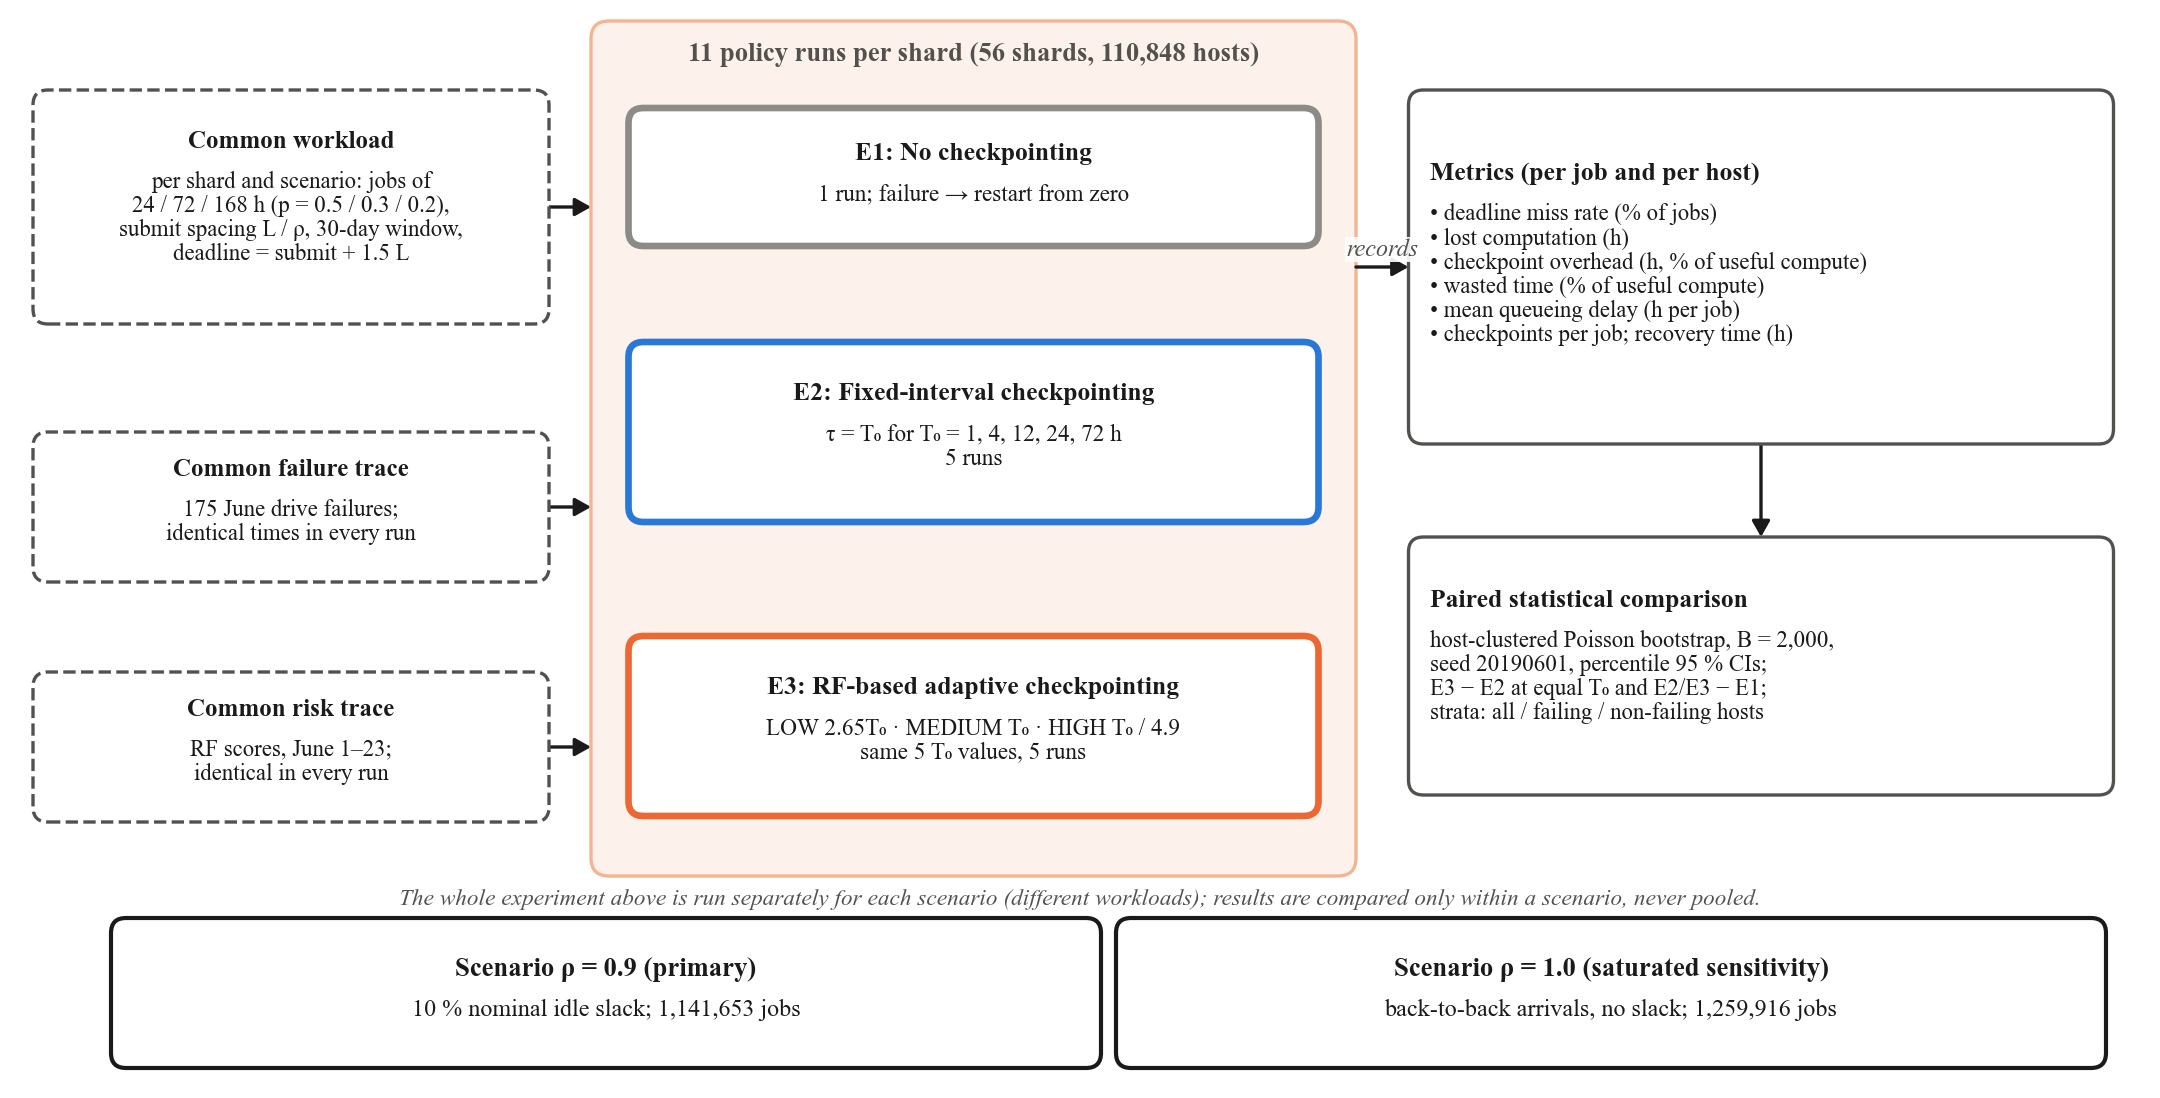 11 policy runs per shard (56 shards, 110,848 hosts)
Common workload
per shard and scenario: jobs of
24 / 72 / 168 h (p = 0.5 / 0.3 / 0.2),
submit spacing L / ρ, 30-day window,
deadline = submit + 1.5 L
Common failure trace
175 June drive failures;
identical times in every run
Common risk trace
RF scores, June 1–23;
identical in every run
E1: No checkpointing
1 run; failure → restart from zero
E2: Fixed-interval checkpointing
τ = T₀ for T₀ = 1, 4, 12, 24, 72 h
5 runs
E3: RF-based adaptive checkpointing
LOW 2.65T₀ · MEDIUM T₀ · HIGH T₀ / 4.9
same 5 T₀ values, 5 runs
records
Metrics (per job and per host)
• deadline miss rate (% of jobs)
• lost computation (h)
• checkpoint overhead (h, % of useful compute)
• wasted time (% of useful compute)
• mean queueing delay (h per job)
• checkpoints per job; recovery time (h)
Paired statistical comparison
host-clustered Poisson bootstrap, B = 2,000,
seed 20190601, percentile 95 % CIs;
E3 − E2 at equal T₀ and E2/E3 − E1;
strata: all / failing / non-failing hosts
The whole experiment above is run separately for each scenario (different workloads); results are compared only within a scenario, never pooled.
Scenario ρ = 0.9 (primary)
10 % nominal idle slack; 1,141,653 jobs
Scenario ρ = 1.0 (saturated sensitivity)
back-to-back arrivals, no slack; 1,259,916 jobs